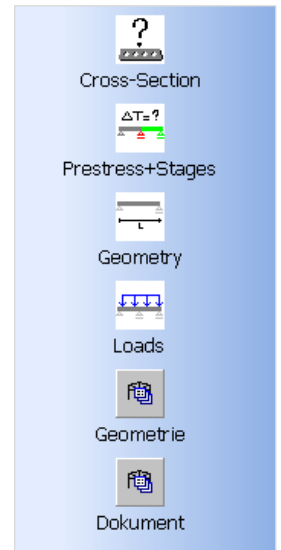 ?
Cross-Section
ΔT=?
Prestress+Stages
L
Geometry
Loads
Geometrie
Dokument